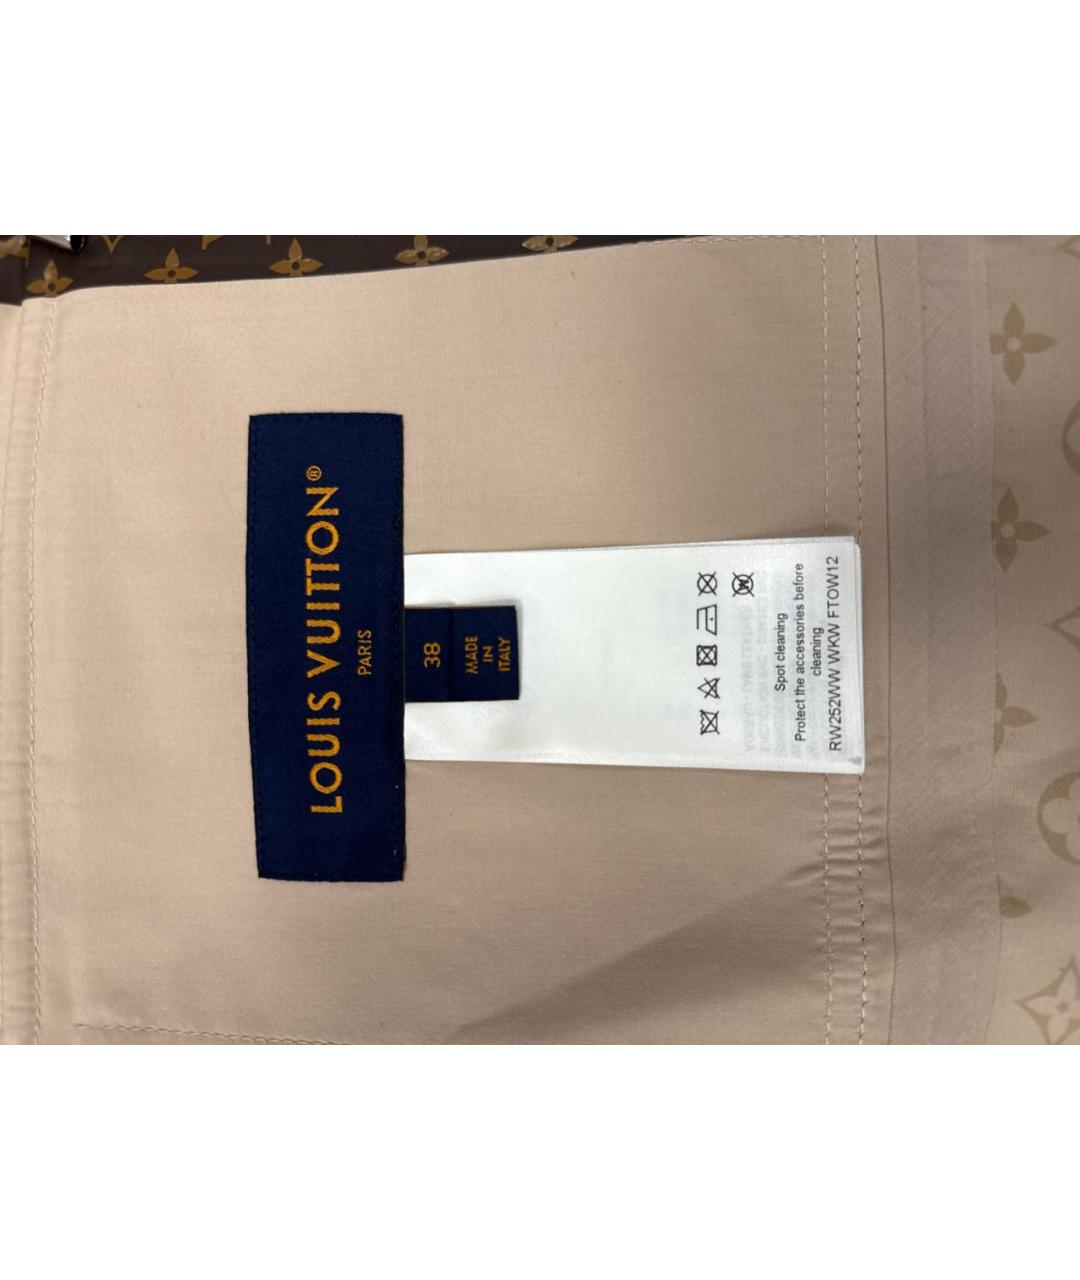 LOUIS VUITTON®
PARIS
38
MADE
IN
ITALY
Spot cleaning
Protect the accessories before
cleaning
RW252WW WKW FTOW12